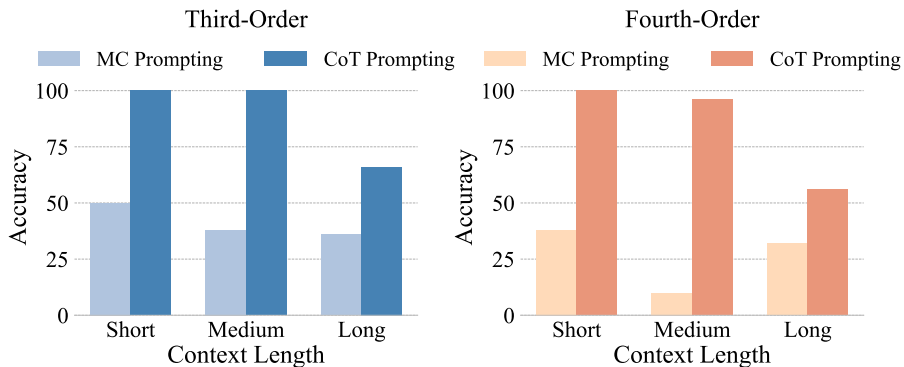 Third-Order
MC Prompting CoT Prompting
Accuracy
100
75
50
25
0
Short Medium Long
Context Length
Fourth-Order
MC Prompting CoT Prompting
Accuracy
100
75
50
25
0
Short Medium Long
Context Length